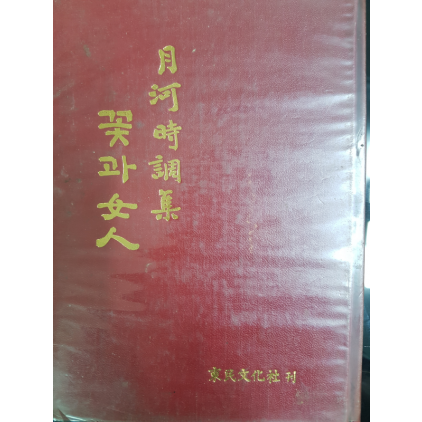 月河時調集
꽃과 女人
東民文化社 刊